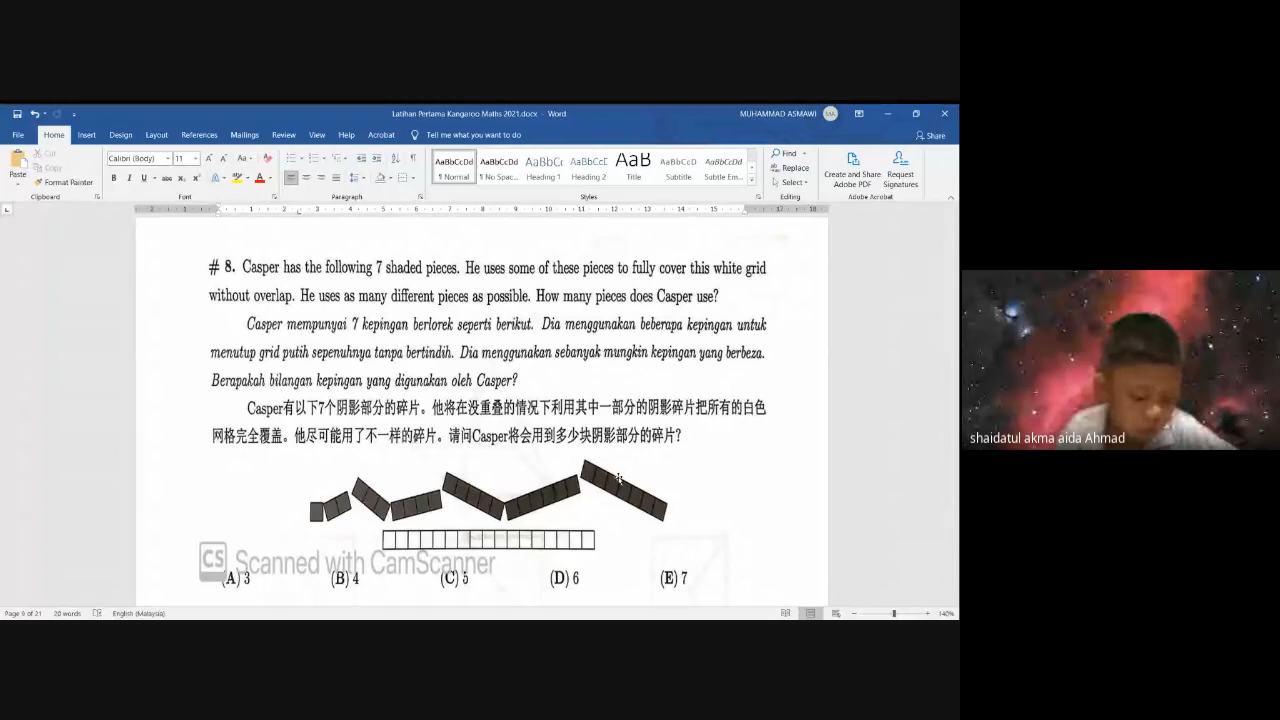 Latihan Pertama Kangaroo Maths 2021.docx - Word
MUHAMMAD ASMAWI
MA
File Home Insert Design Layout References Mailings Review View Help Acrobat Tell me what you want to do
Share
Paste
Cut
Copy
Format Painter
Clipboard
Calibri (Body) 11
Font
Paragraph
AaBbCcDd
¶ Normal
AaBbCcDd
¶ No Spac...
AaBbCc
Heading 1
AaBbCcE
Heading 2
AaB
Title
AaBbCcD
Subtitle
AaBbCcDd
Subtle Em...
Styles
Find
Replace
Select
Editing
Create and Share
Adobe PDF
Request
Signatures
Adobe Acrobat
# 8. Casper has the following 7 shaded pieces. He uses some of these pieces to fully cover this white grid
without overlap. He uses as many different pieces as possible. How many pieces does Casper use?
Casper mempunyai 7 kepingan berlorek seperti berikut. Dia menggunakan beberapa kepingan untuk
menutup grid putih sepenuhnya tanpa bertindih. Dia menggunakan sebanyak mungkin kepingan yang berbeza.
Berapakah bilangan kepingan yang digunakan oleh Casper?
Casper有以下7个阴影部分的碎片。他将在没重叠的情况下利用其中一部分的阴影碎片把所有的白色
网格完全覆盖。他尽可能用了不一样的碎片。请问Casper将会用到多少块阴影部分的碎片?
CS Scanned with CamScanner
(A) 3 (B) 4 (C) 5 (D) 6 (E) 7
Page 9 of 21 20 words English (Malaysia) 140%
shaidatul akma aida Ahmad